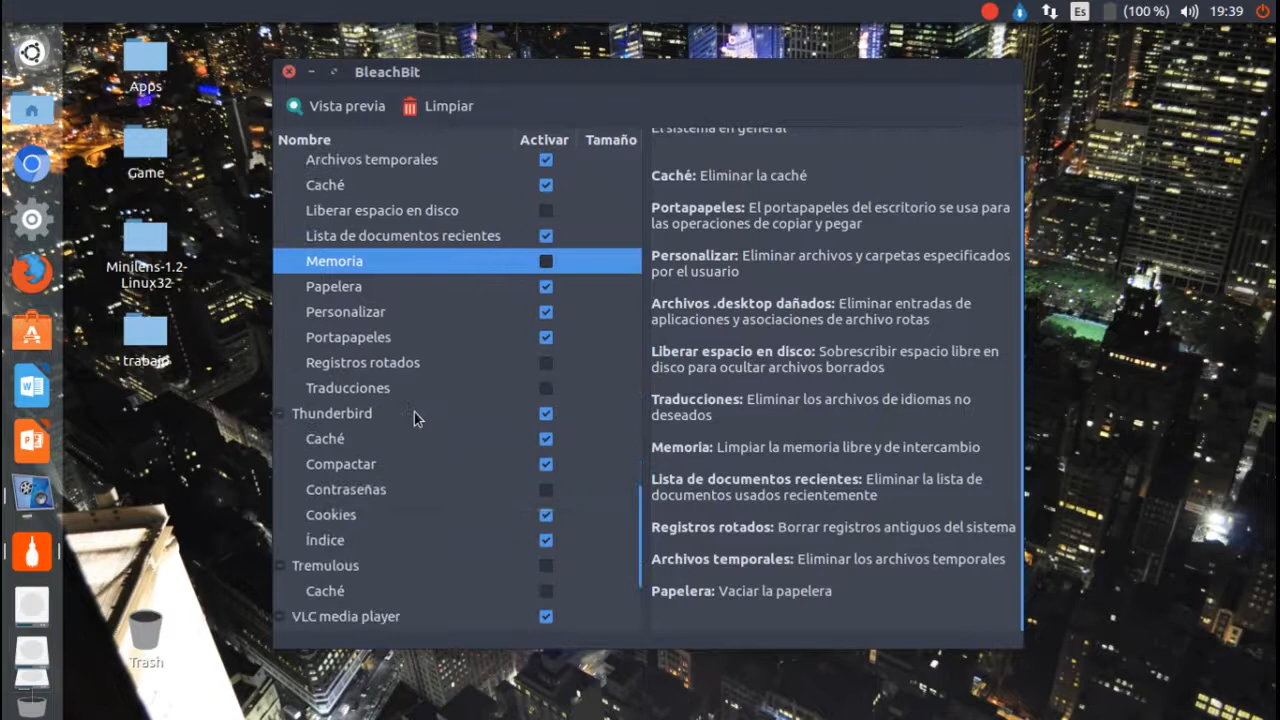 Es
(100 %)
19:39
Apps
Game
Minilens-1.2-
Linux32
trabajo
Trash
BleachBit
Vista previa
Limpiar
Nombre
Activar
Tamaño
Archivos temporales
Caché
Liberar espacio en disco
Lista de documentos recientes
Memoria
Papelera
Personalizar
Portapapeles
Registros rotados
Traducciones
Thunderbird
Caché
Compactar
Contraseñas
Cookies
Índice
Tremulous
Caché
VLC media player
El sistema en general
Caché: Eliminar la caché
Portapapeles: El portapapeles del escritorio se usa para
las operaciones de copiar y pegar
Personalizar: Eliminar archivos y carpetas especificados
por el usuario
Archivos .desktop dañados: Eliminar entradas de
aplicaciones y asociaciones de archivo rotas
Liberar espacio en disco: Sobrescribir espacio libre en
disco para ocultar archivos borrados
Traducciones: Eliminar los archivos de idiomas no
deseados
Memoria: Limpiar la memoria libre y de intercambio
Lista de documentos recientes: Eliminar la lista de
documentos usados recientemente
Registros rotados: Borrar registros antiguos del sistema
Archivos temporales: Eliminar los archivos temporales
Papelera: Vaciar la papelera